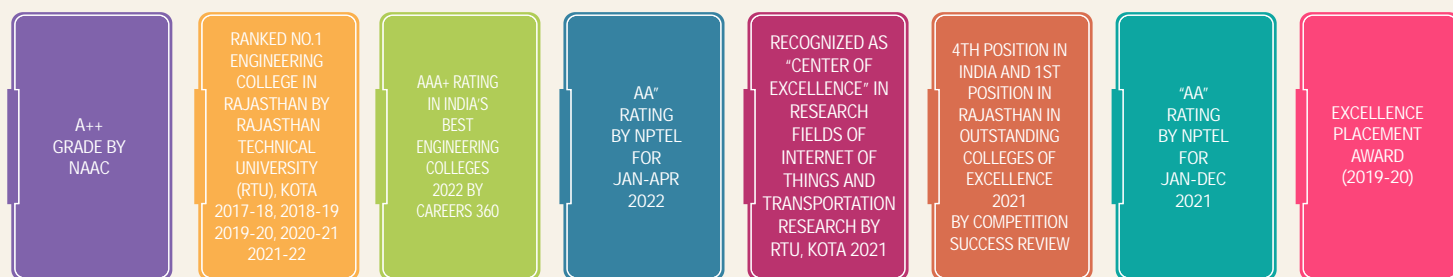 A++
GRADE BY
NAAC
RANKED NO.1
ENGINEERING
COLLEGE IN
RAJASTHAN BY
RAJASTHAN
TECHNICAL
UNIVERSITY
(RTU), KOTA
2017-18, 2018-19
2019-20, 2020-21
2021-22
AAA+ RATING
IN INDIA'S
BEST
ENGINEERING
COLLEGES
2022 BY
CAREERS 360
AA”
RATING
BY NPTEL
FOR
JAN-APR
2022
RECOGNIZED AS
“CENTER OF
EXCELLENCE” IN
RESEARCH
FIELDS OF
INTERNET OF
THINGS AND
TRANSPORTATION
RESEARCH BY
RTU, KOTA 2021
4TH POSITION IN
INDIA AND 1ST
POSITION IN
RAJASTHAN IN
OUTSTANDING
COLLEGES OF
EXCELLENCE
2021
BY COMPETITION
SUCCESS REVIEW
“AA”
RATING
BY NPTEL
FOR
JAN-DEC
2021
EXCELLENCE
PLACEMENT
AWARD
(2019-20)